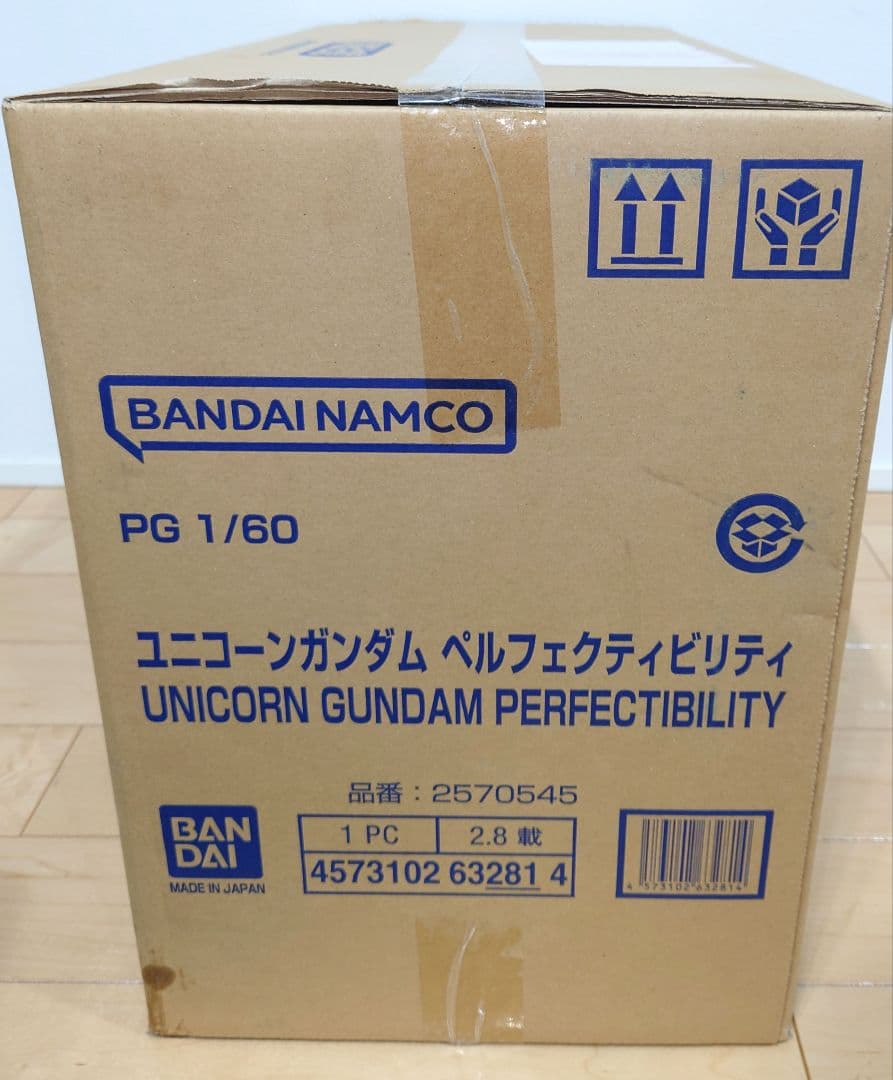 BANDAI NAMCO
PG 1/60
ユニコーンガンダム ペルフェクティビリティ
UNICORN GUNDAM PERFECTIBILITY
品番：2570545
BAN
DAI
MADE IN JAPAN
1 PC 2.8 載
4573102 63281 4
4 573102 632814